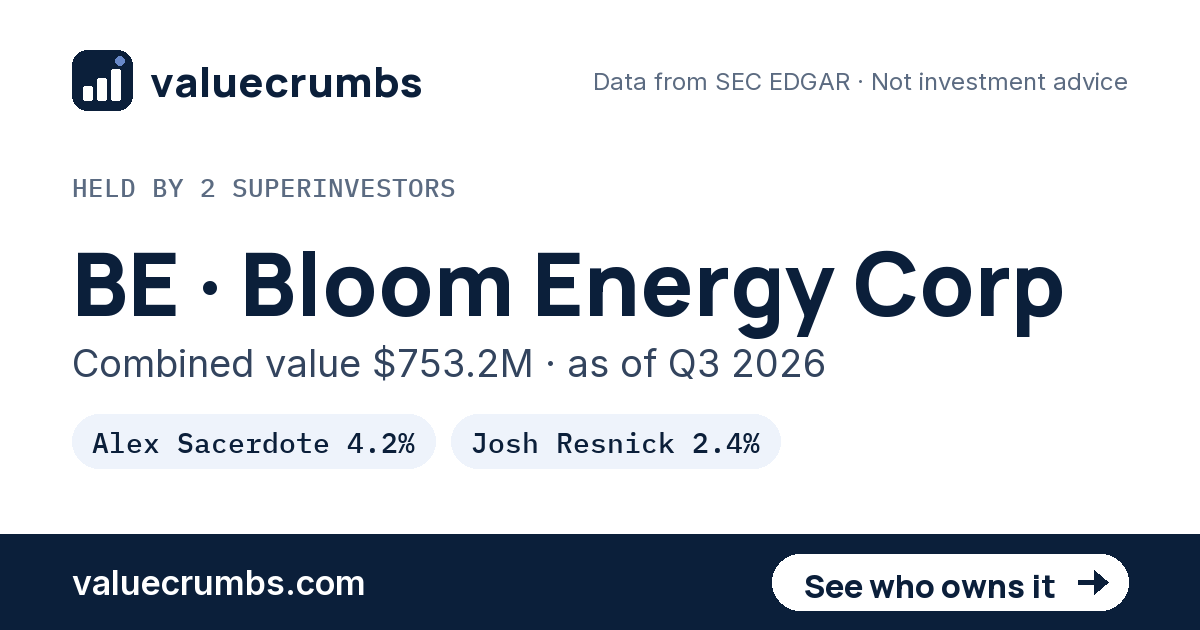 valuecrumbs
Data from SEC EDGAR · Not investment advice
HELD BY 2 SUPERINVESTORS
BE · Bloom Energy Corp
Combined value $753.2M · as of Q3 2026
Alex Sacerdote 4.2%
Josh Resnick 2.4%
valuecrumbs.com
See who owns it →